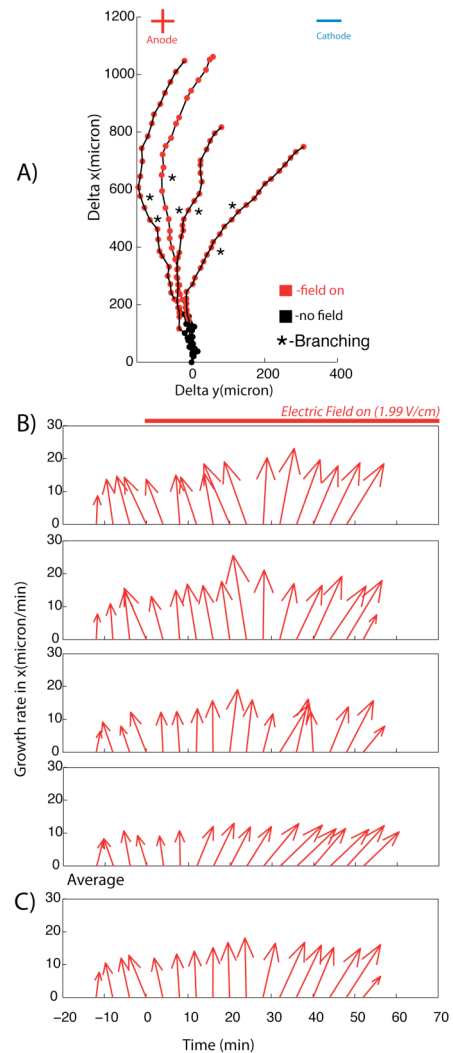 1200
Anode
Cathode
1000
800
600
400
200
0
A)
Delta x(micron)
* * * * * *
-field on
-no field
*-Branching
0 200 400
Delta y(micron)
Electric Field on (1.99 V/cm)
B)
30
20
10
0
30
20
10
0
30
20
10
0
30
20
10
0
Growth rate in x(micron/min)
Average
C)
30
20
10
0
−20 −10 0 10 20 30 40 50 60 70
Time (min)